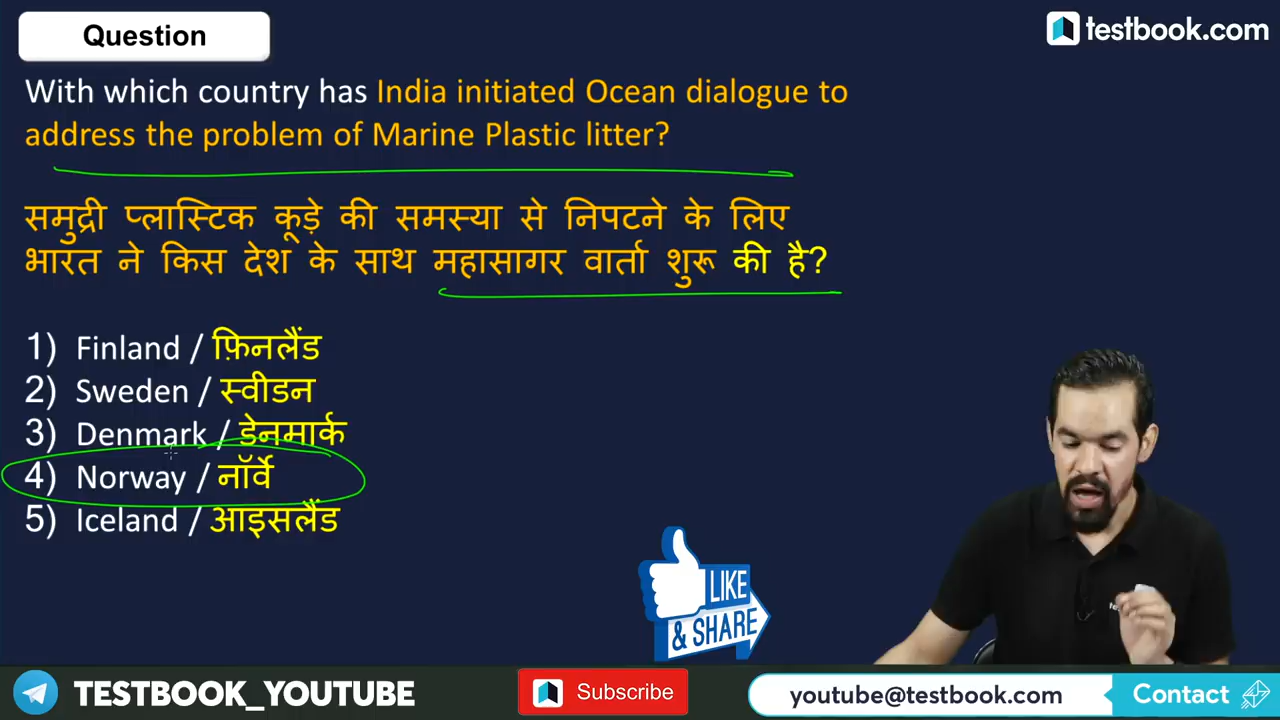 Question
testbook.com
With which country has India initiated Ocean dialogue to
address the problem of Marine Plastic litter?
समुद्री प्लास्टिक कूड़े की समस्या से निपटने के लिए
भारत ने किस देश के साथ महासागर वार्ता शुरू की है?
1) Finland / फ़िनलैंड
2) Sweden / स्वीडन
3) Denmark / डेनमार्क
4) Norway / नॉर्वे
5) Iceland / आइसलैंड
LIKE
& SHARE
TESTBOOK_YOUTUBE
Subscribe
youtube@testbook.com
Contact